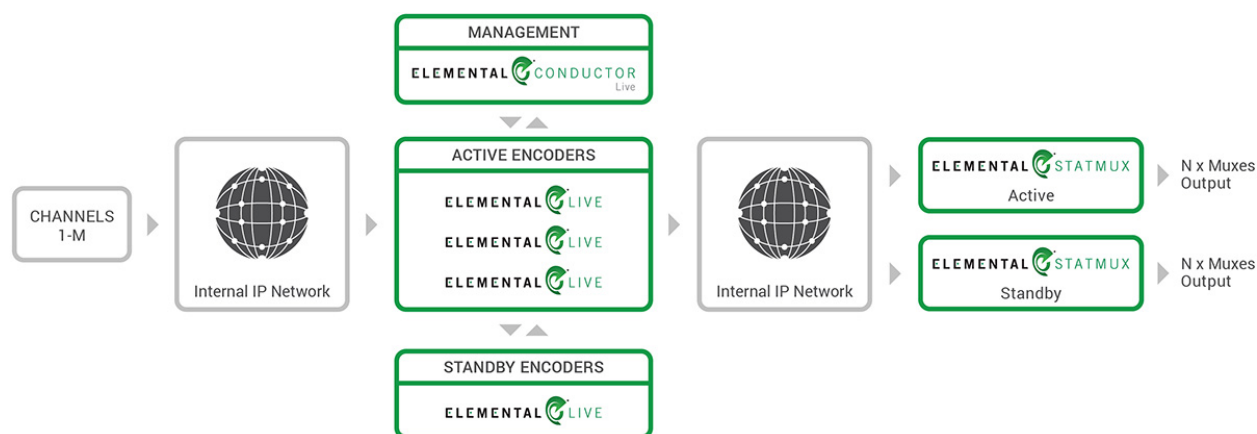 MANAGEMENT
ELEMENTAL CONDUCTOR
Live
CHANNELS
1-M
Internal IP Network
ACTIVE ENCODERS
ELEMENTAL LIVE
ELEMENTAL LIVE
ELEMENTAL LIVE
STANDBY ENCODERS
ELEMENTAL LIVE
Internal IP Network
ELEMENTAL STATMUX
Active
N x Muxes
Output
ELEMENTAL STATMUX
Standby
N x Muxes
Output